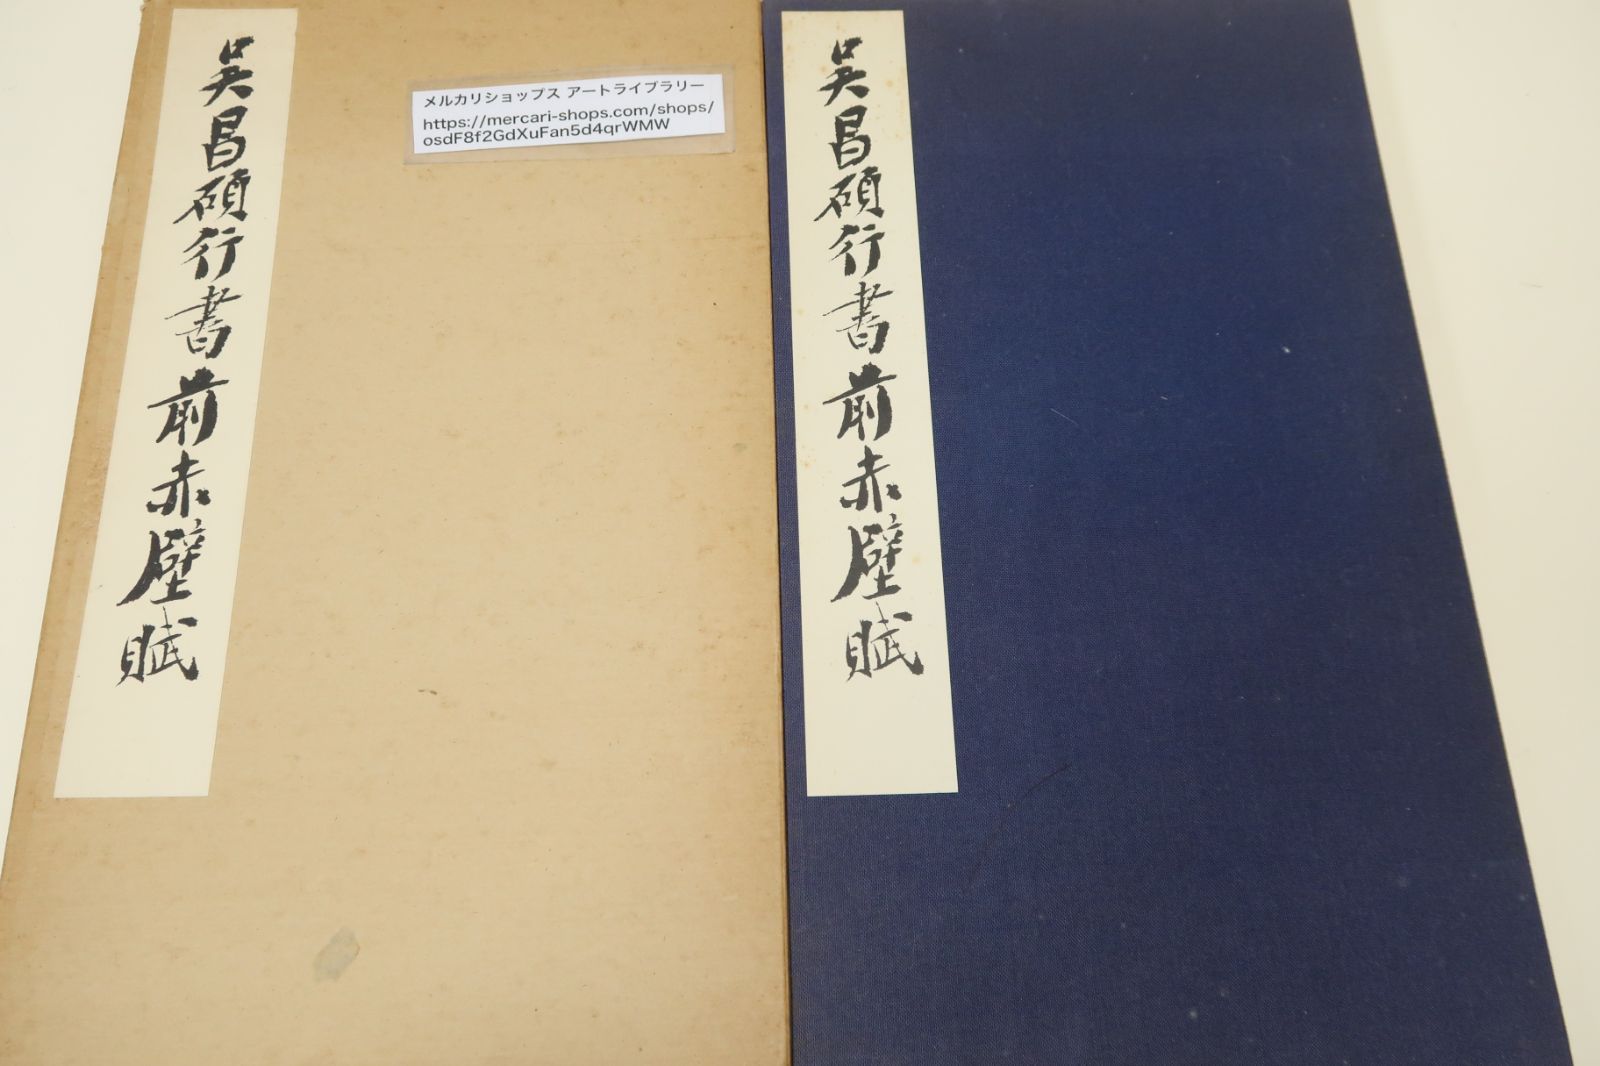 吳昌碩行書前赤壁賦
メルカリショップス アートライブラリー
https://mercari-shops.com/shops/
osdF8f2GdXuFan5d4qrWMW
吳昌碩行書前赤壁賦